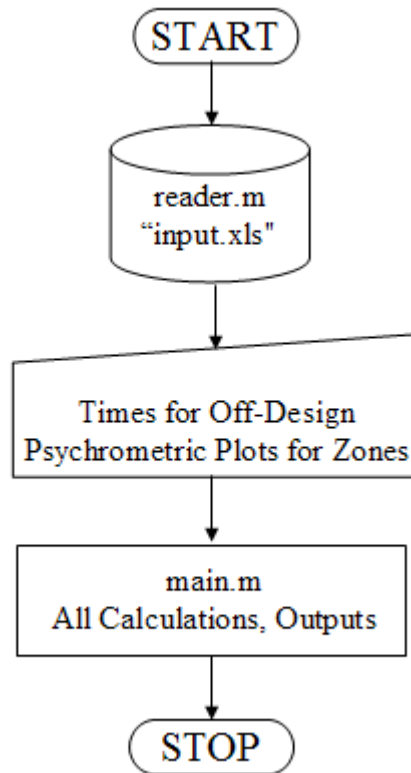 START
reader.m
“input.xls"
Times for Off-Design
Psychrometric Plots for Zones
main.m
All Calculations, Outputs
STOP